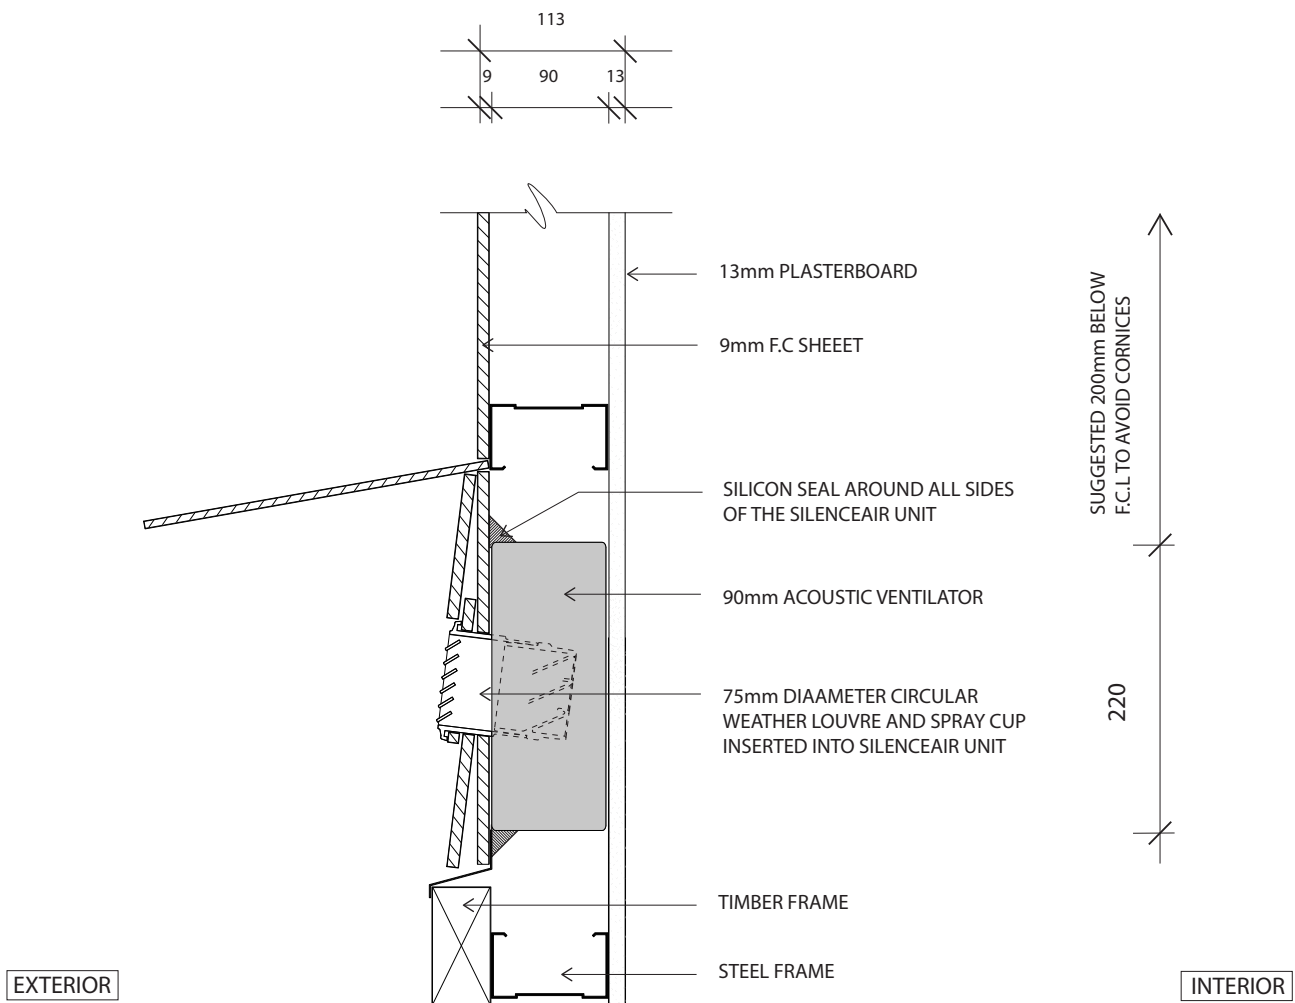 113
9
90
13
13mm PLASTERBOARD
9mm F.C SHEEET
SUGGESTED 200mm BELOW
F.C.L TO AVOID CORNICES
SILICON SEAL AROUND ALL SIDES
OF THE SILENCEAIR UNIT
90mm ACOUSTIC VENTILATOR
75mm DIAAMETER CIRCULAR
WEATHER LOUVRE AND SPRAY CUP
INSERTED INTO SILENCEAIR UNIT
220
TIMBER FRAME
STEEL FRAME
EXTERIOR
INTERIOR